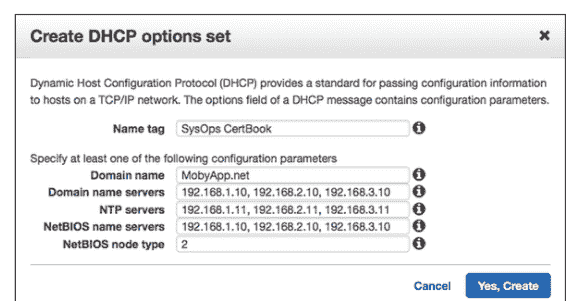 Create DHCP options set
Dynamic Host Configuration Protocol (DHCP) provides a standard for passing configuration information
to hosts on a TCP/IP network. The options field of a DHCP message contains configuration parameters.
Name tag SysOps CertBook
Specify at least one of the following configuration parameters
Domain name MobyApp.net
Domain name servers 192.168.1.10, 192.168.2.10, 192.168.3.10
NTP servers 192.168.1.11, 192.168.2.11, 192.168.3.11
NetBIOS name servers 192.168.1.10, 192.168.2.10, 192.168.3.10
NetBIOS node type 2
Cancel Yes, Create